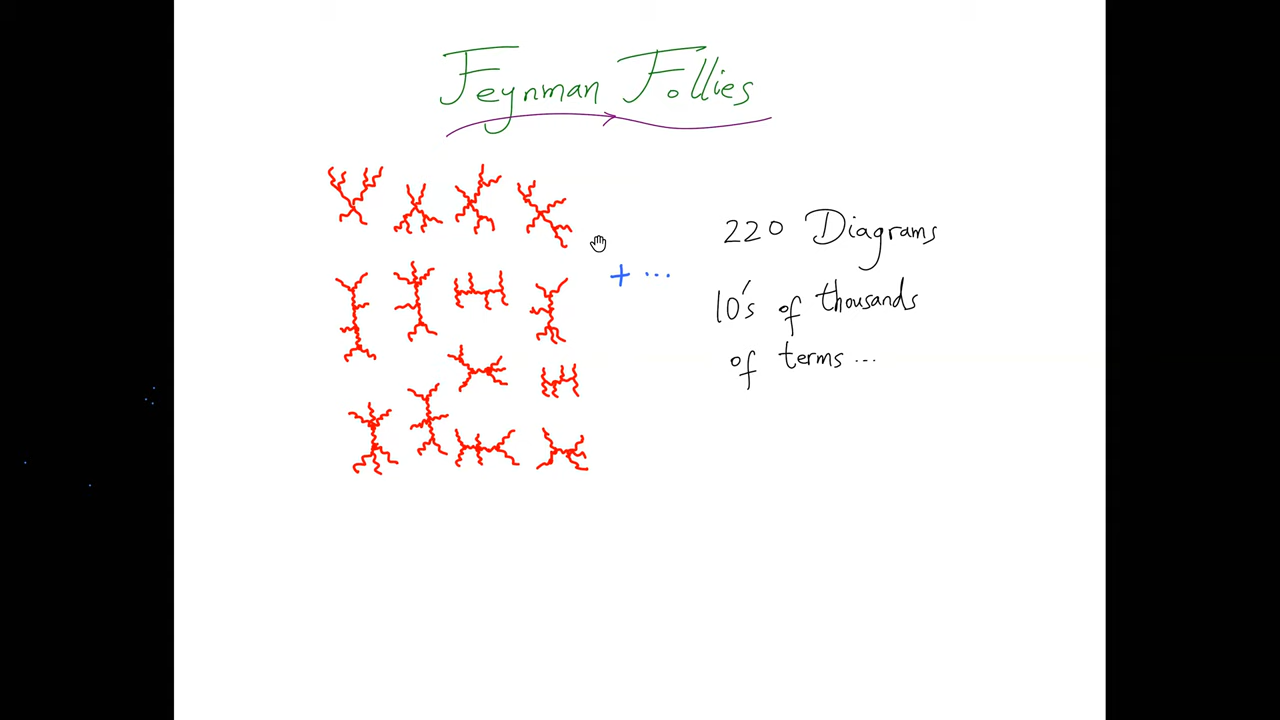 Feynman Follies
+ ...
220 Diagrams
10's of thousands
of terms ...